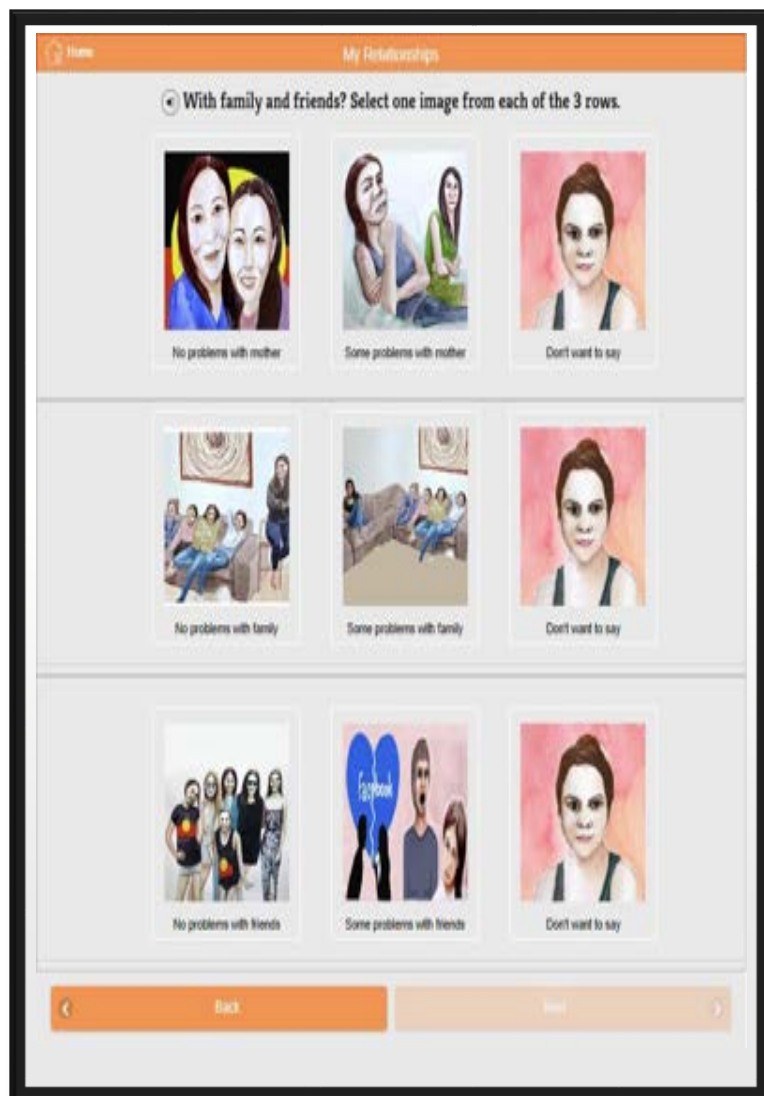 Home
My Relationships
With family and friends? Select one image from each of the 3 rows.
No problems with mother
Some problems with mother
Don't want to say
No problems with family
Some problems with family
Don't want to say
Facebook
No problems with friends
Some problems with friends
Don't want to say
Back
Next